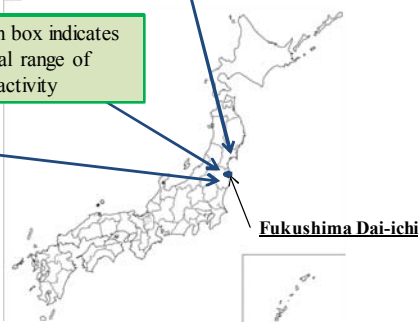 n box indicates
al range of
activity
Fukushima Dai-ichi